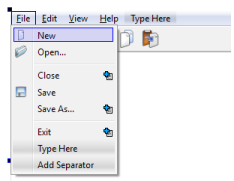 File Edit View Help Type Here
New
Open...
Close
Save
Save As...
Exit
Type Here
Add Separator